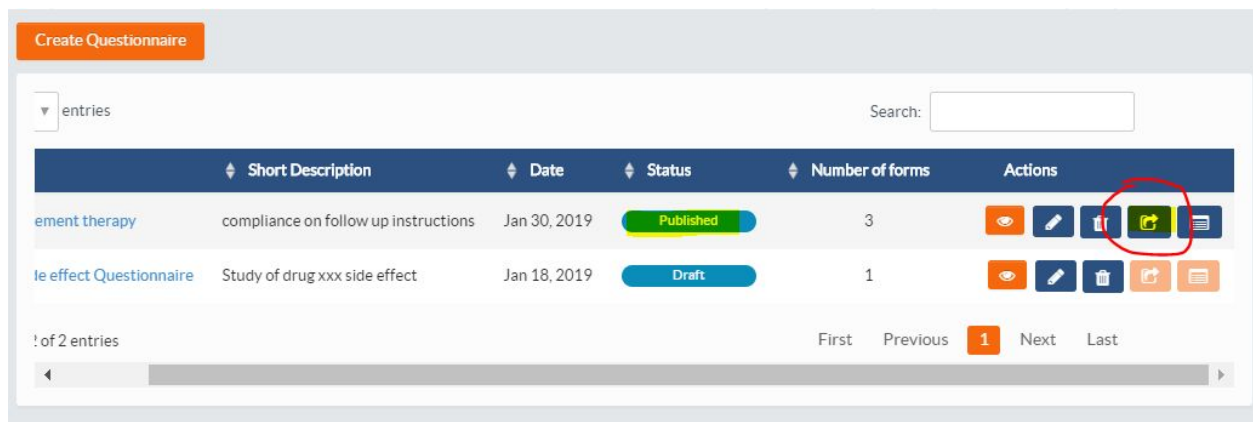 Create Questionnaire
entries
Search:
Short Description Date Status Number of forms Actions
ement therapy compliance on follow up instructions Jan 30, 2019 Published 3
le effect Questionnaire Study of drug xxx side effect Jan 18, 2019 Draft 1
of 2 entries First Previous 1 Next Last